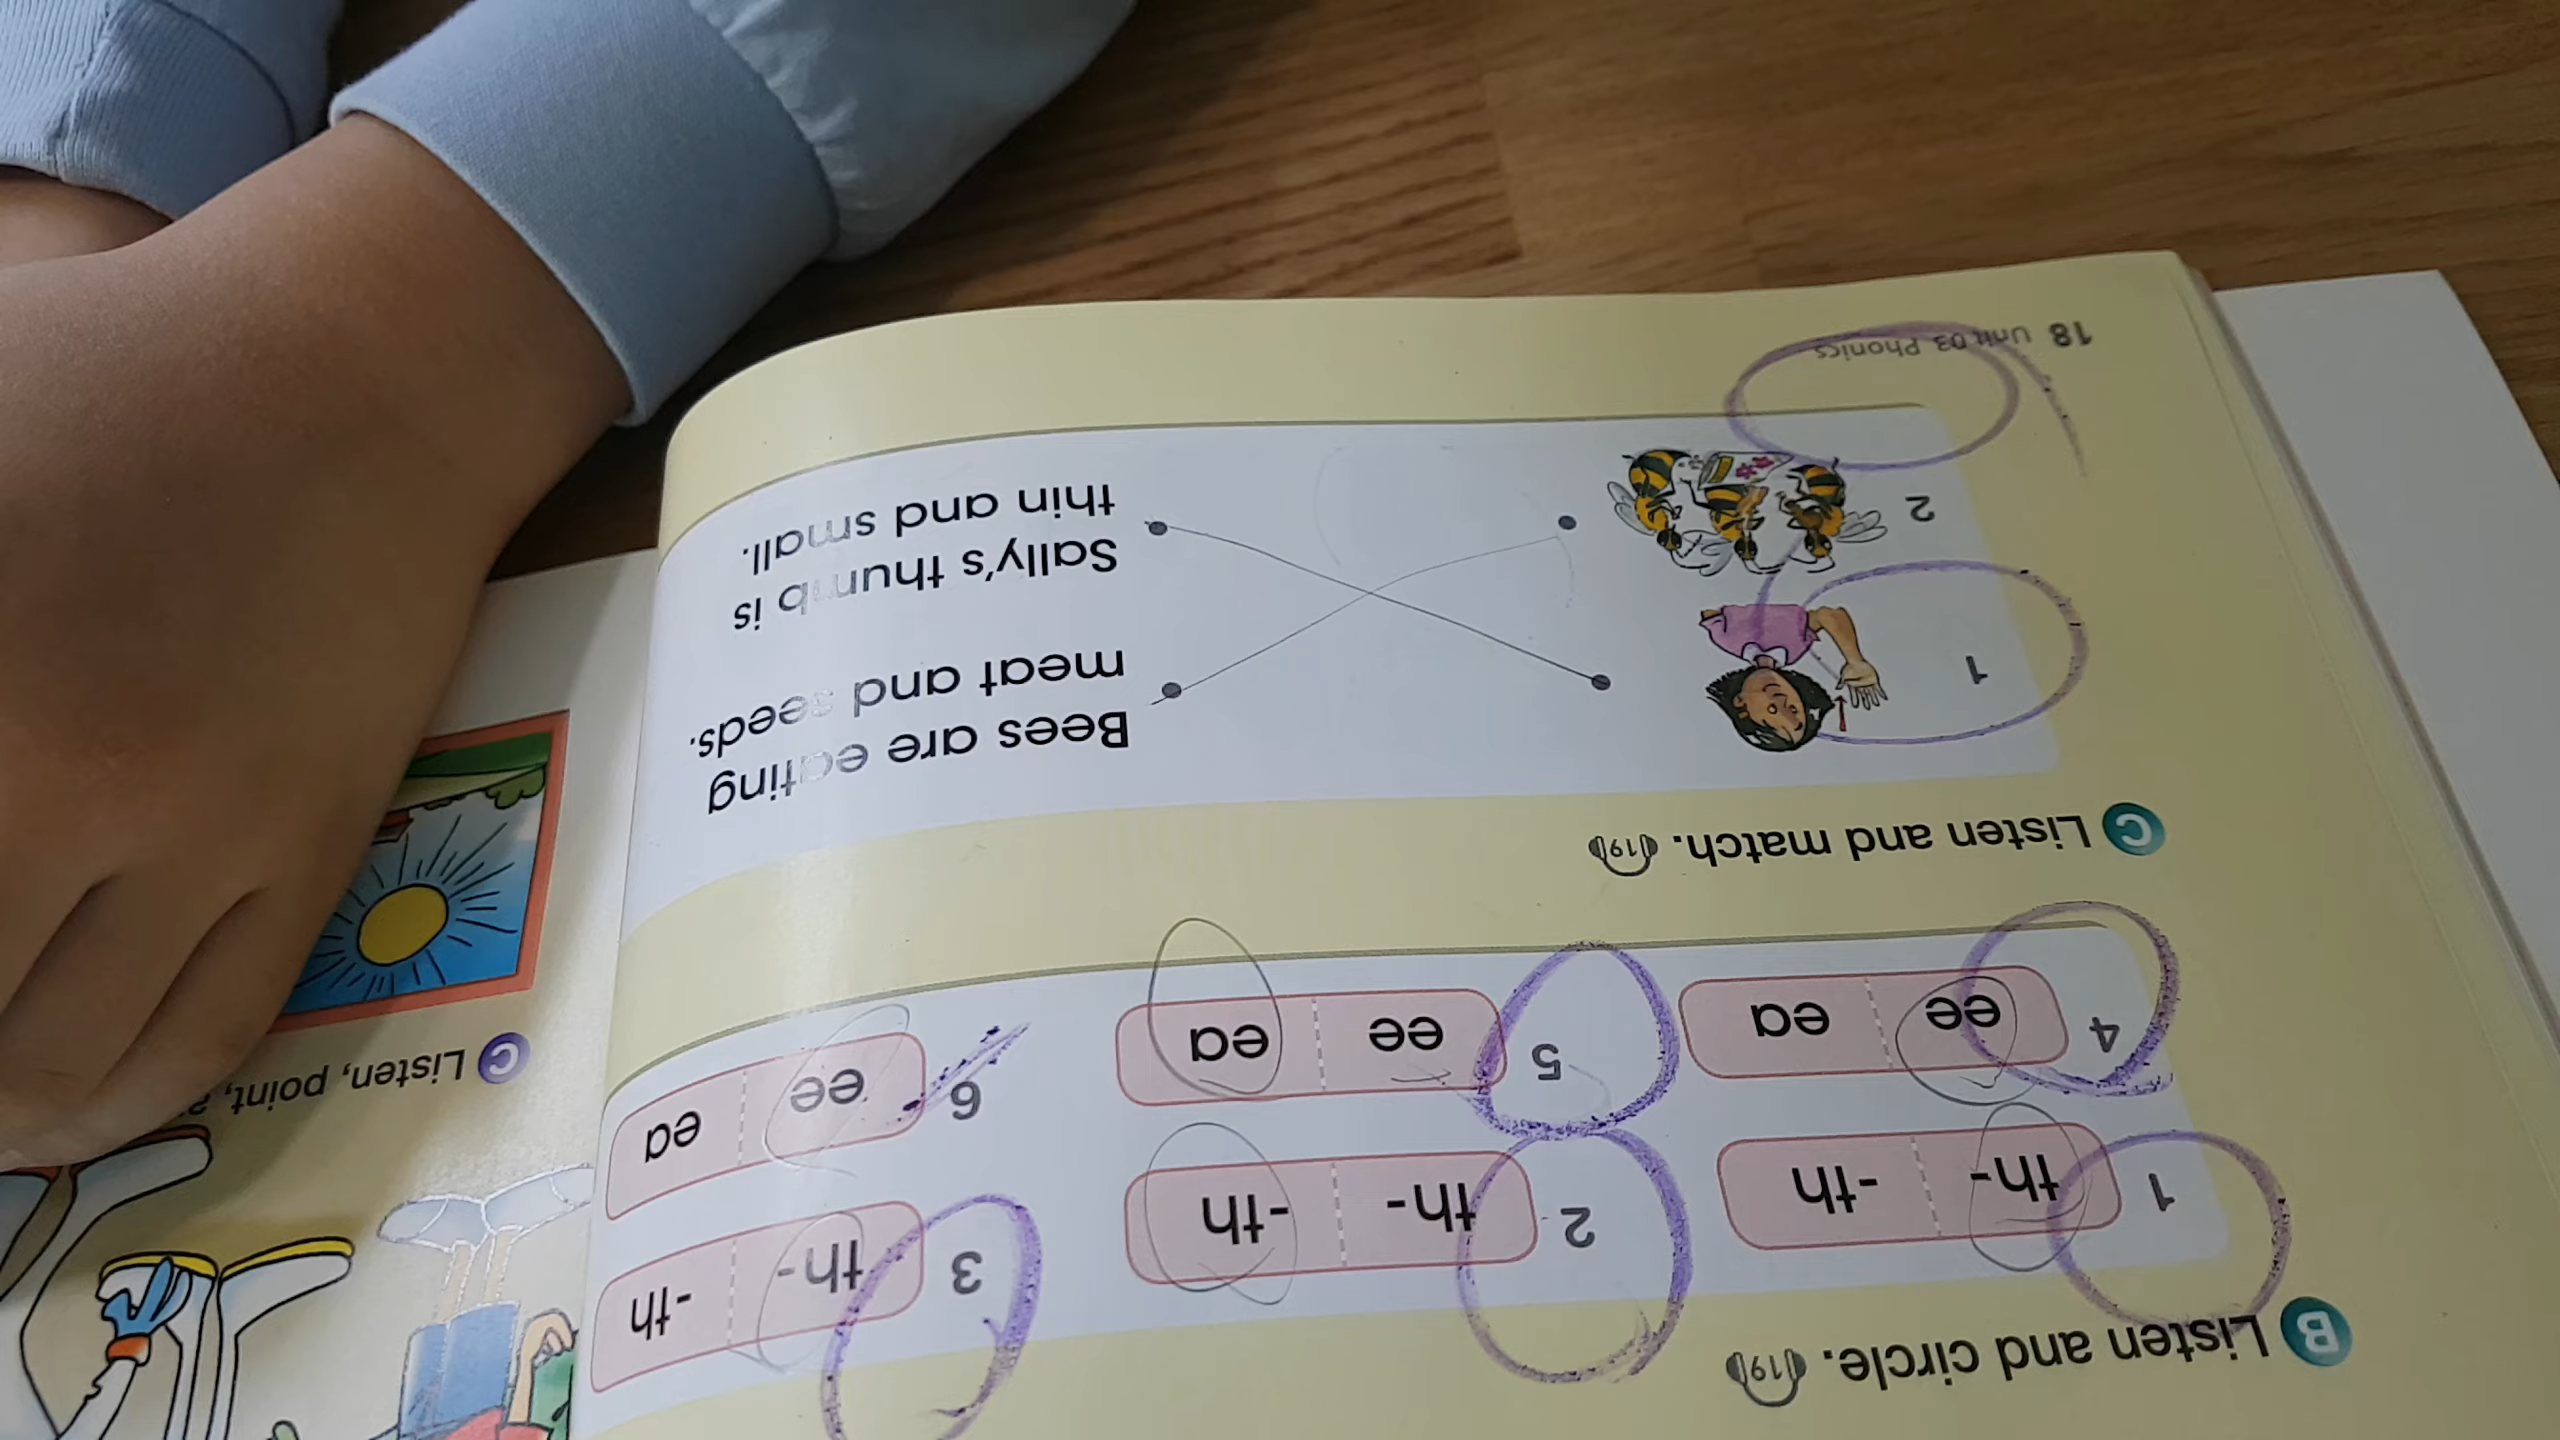 B Listen and circle. 19
1 th- -th
2 th- -th
3 th- -th
4 ee ea
5 ee ea
6 ee ea
C Listen and match. 19
1
2
Bees are eating
meat and seeds.
Sally's thumb is
thin and small.
18 Unit 03 Phonics
C Listen, point,